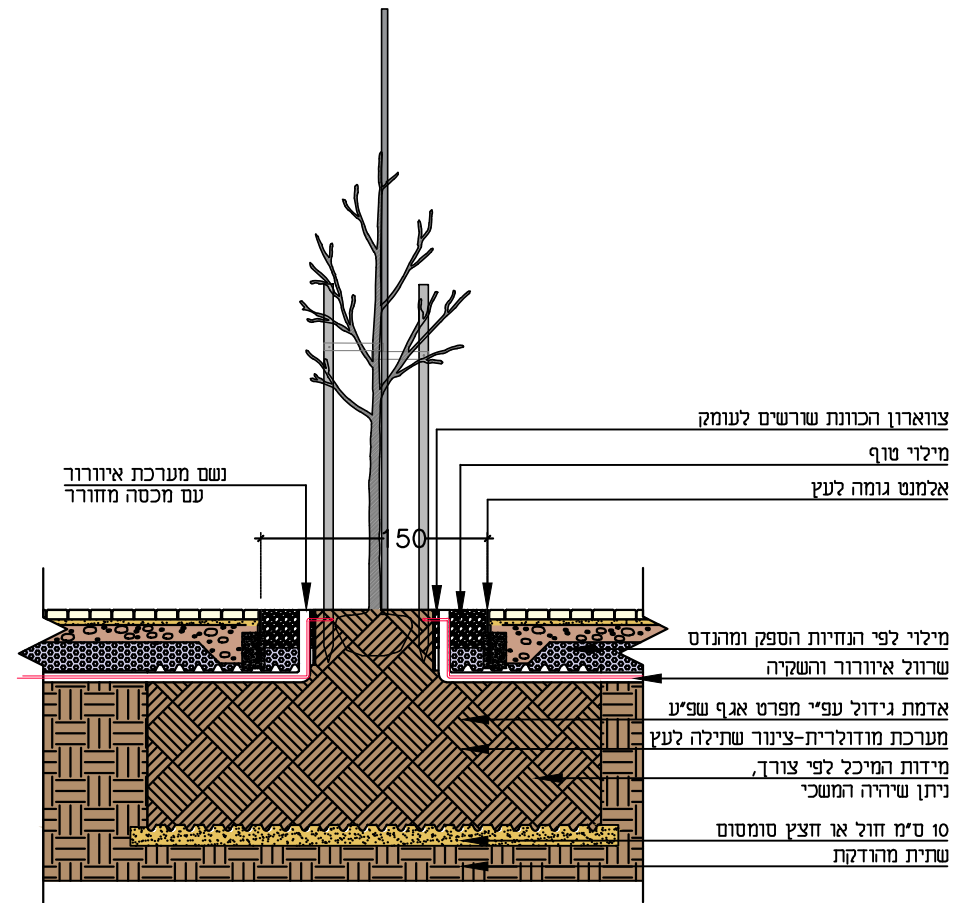 צווארון הכוונת שורשים לעומק
מילוי טוף
אלמנט גומה לעץ
נשם מערכת איוורור
עם מכסה מחורר
150
מילוי לפי הנחיות הספק ומהנדס
שרוול איוורור והשקיה
אדמת גידול עפ״י מפרט אגף שפ״ע
מערכת מודולרית-צינור שתילה לעץ
מידות המיכל לפי צורך,
ניתן שיהיה המשכי
10 ס״מ חול או חצץ סומסום
שתית מהודקת